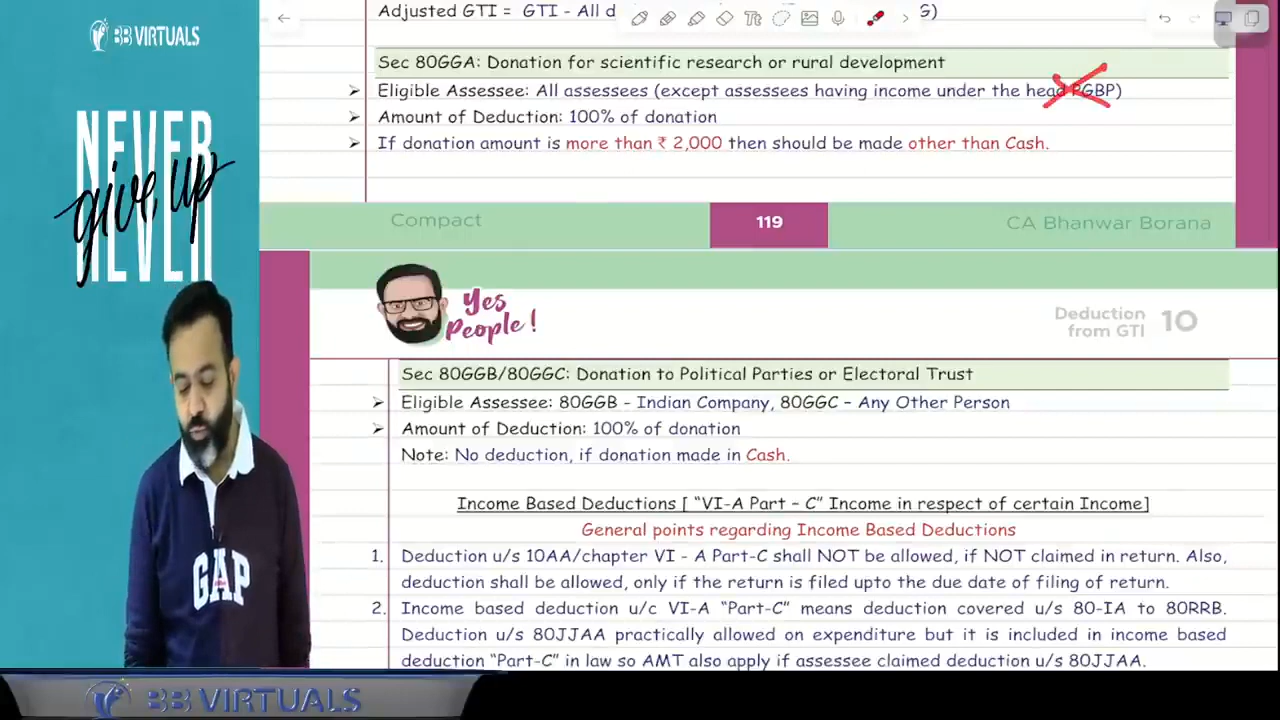 BB VIRTUALS
NEVER
give up
NEVER
GAP
Adjusted GTI = GTI - All d
G)
Sec 80GGA: Donation for scientific research or rural development
➢ Eligible Assessee: All assessees (except assessees having income under the head PGBP)
➢ Amount of Deduction: 100% of donation
➢ If donation amount is more than ₹ 2,000 then should be made other than Cash.
Compact
119
CA Bhanwar Borana
Yes
People!
Deduction
from GTI
10
Sec 80GGB/80GGC: Donation to Political Parties or Electoral Trust
➢ Eligible Assessee: 80GGB - Indian Company, 80GGC – Any Other Person
➢ Amount of Deduction: 100% of donation
Note: No deduction, if donation made in Cash.
Income Based Deductions [ “VI-A Part – C” Income in respect of certain Income]
General points regarding Income Based Deductions
1. Deduction u/s 10AA/chapter VI - A Part-C shall NOT be allowed, if NOT claimed in return. Also,
deduction shall be allowed, only if the return is filed upto the due date of filing of return.
2. Income based deduction u/c VI-A “Part-C” means deduction covered u/s 80-IA to 80RRB.
Deduction u/s 80JJAA practically allowed on expenditure but it is included in income based
deduction “Part-C” in law so AMT also apply if assessee claimed deduction u/s 80JJAA.
BB VIRTUALS